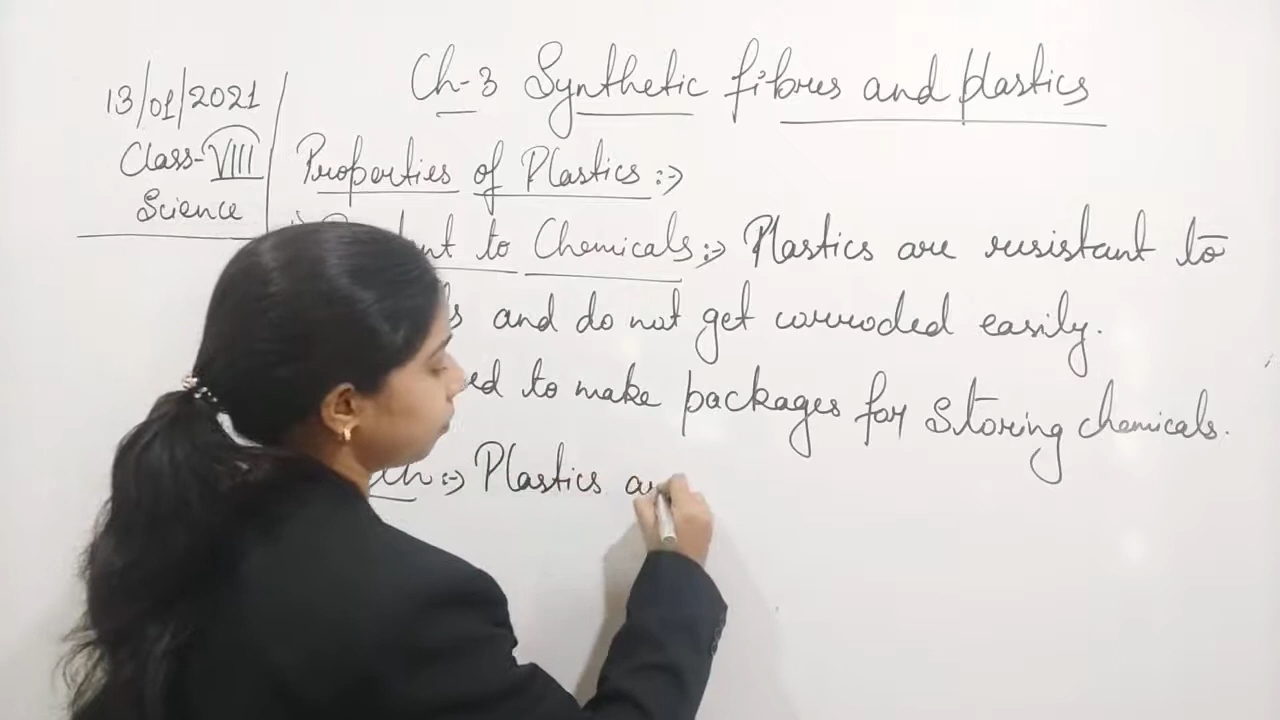 13/01/2021
Class-VIII
Science
Ch-3 Synthetic fibres and plastics
Properties of Plastics :->
to Chemicals :-> Plastics are resistant to
and do not get corroded easily.
to make packages for Storing chemicals.
:-> Plastics